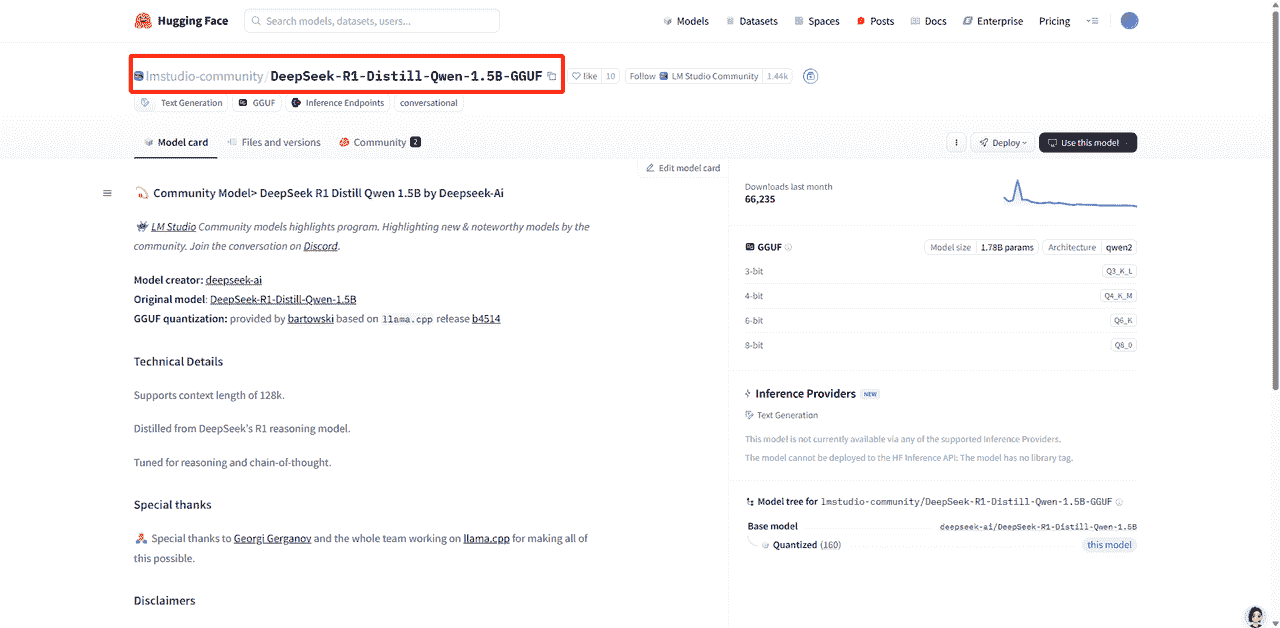 Hugging Face
Search models, datasets, users...
Models
Datasets
Spaces
Posts
Docs
Enterprise
Pricing
lmstudio-community/DeepSeek-R1-Distill-Qwen-1.5B-GGUF
like 10
Follow LM Studio Community 1.44k
Text Generation
GGUF
Inference Endpoints
conversational
Model card
Files and versions
Community 2
Deploy
Use this model
Edit model card
Community Model> DeepSeek R1 Distill Qwen 1.5B by Deepseek-Ai
LM Studio Community models highlights program. Highlighting new & noteworthy models by the
community. Join the conversation on Discord.
Model creator: deepseek-ai
Original model: DeepSeek-R1-Distill-Qwen-1.5B
GGUF quantization: provided by bartowski based on llama.cpp release b4514
Technical Details
Supports context length of 128k.
Distilled from DeepSeek's R1 reasoning model.
Tuned for reasoning and chain-of-thought.
Special thanks
Special thanks to Georgi Gerganov and the whole team working on llama.cpp for making all of
this possible.
Disclaimers
Downloads last month
66,235
GGUF
Model size 1.78B params
Architecture qwen2
3-bit Q3_K_L
4-bit Q4_K_M
6-bit Q6_K
8-bit Q8_0
Inference Providers NEW
Text Generation
This model is not currently available via any of the supported Inference Providers.
The model cannot be deployed to the HF Inference API: The model has no library tag.
Model tree for lmstudio-community/DeepSeek-R1-Distill-Qwen-1.5B-GGUF
Base model deepseek-ai/DeepSeek-R1-Distill-Qwen-1.5B
Quantized (160) this model